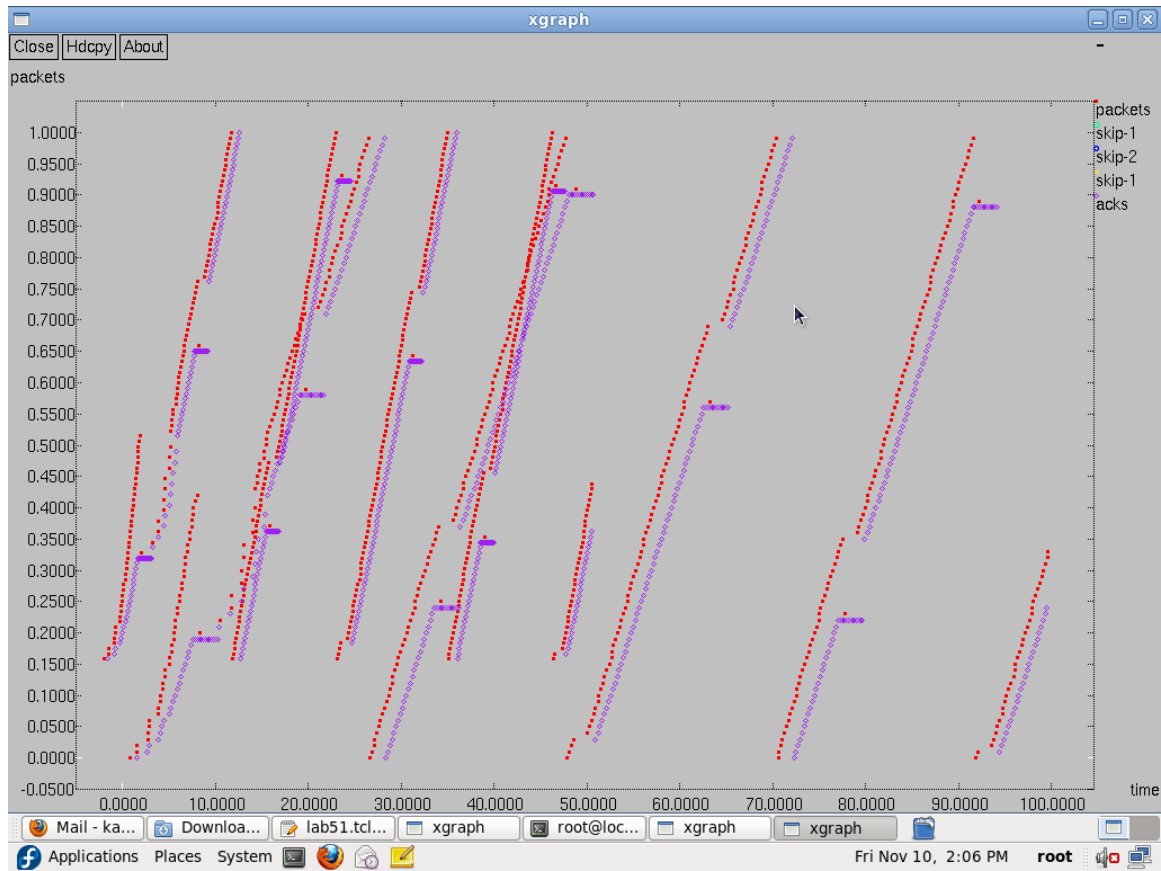 xgraph
Close Hdcpy About
packets
packets
skip-1
skip-2
skip-1
acks
1.0000
0.9500
0.9000
0.8500
0.8000
0.7500
0.7000
0.6500
0.6000
0.5500
0.5000
0.4500
0.4000
0.3500
0.3000
0.2500
0.2000
0.1500
0.1000
0.0500
0.0000
-0.0500
time
0.0000 10.0000 20.0000 30.0000 40.0000 50.0000 60.0000 70.0000 80.0000 90.0000 100.0000
Mail - ka... Downloa... lab51.tcl... xgraph root@loc... xgraph xgraph
Applications Places System Fri Nov 10, 2:06 PM root